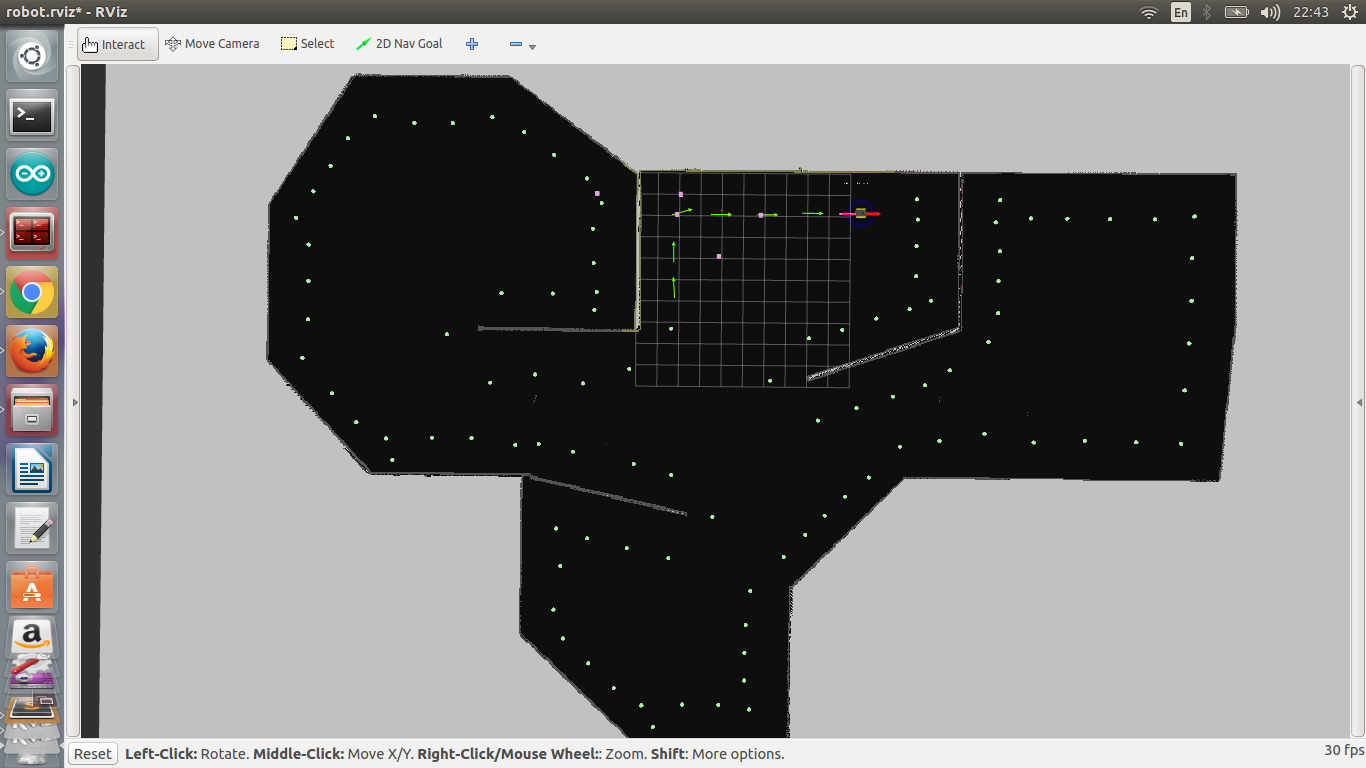 robot.rviz* - RViz
En
22:43
Interact
Move Camera
Select
2D Nav Goal
Reset
Left-Click: Rotate. Middle-Click: Move X/Y. Right-Click/Mouse Wheel:: Zoom. Shift: More options.
30 fps